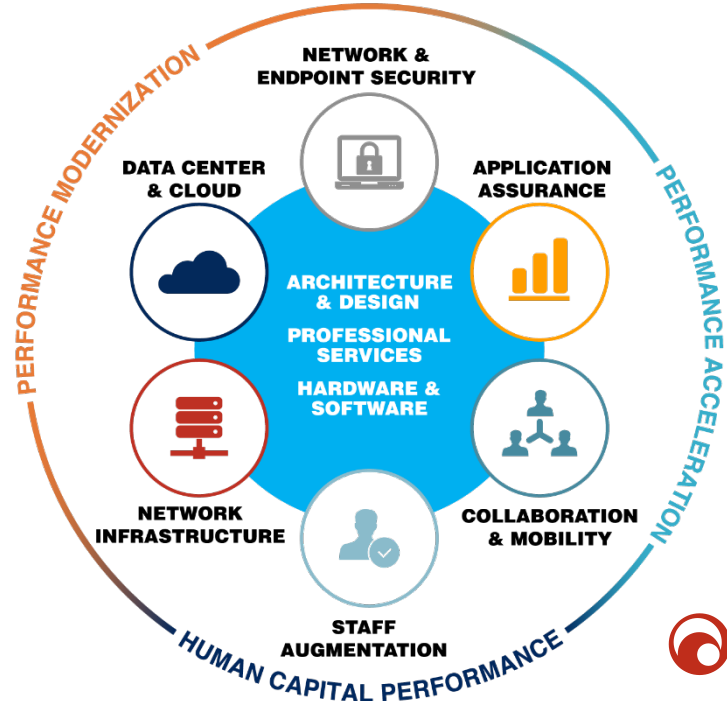 PERFORMANCE MODERNIZATION
NETWORK &
ENDPOINT SECURITY
DATA CENTER
& CLOUD
APPLICATION
ASSURANCE
PERFORMANCE ACCELERATION
ARCHITECTURE
& DESIGN
PROFESSIONAL
SERVICES
HARDWARE &
SOFTWARE
NETWORK
INFRASTRUCTURE
COLLABORATION
& MOBILITY
STAFF
AUGMENTATION
HUMAN CAPITAL PERFORMANCE